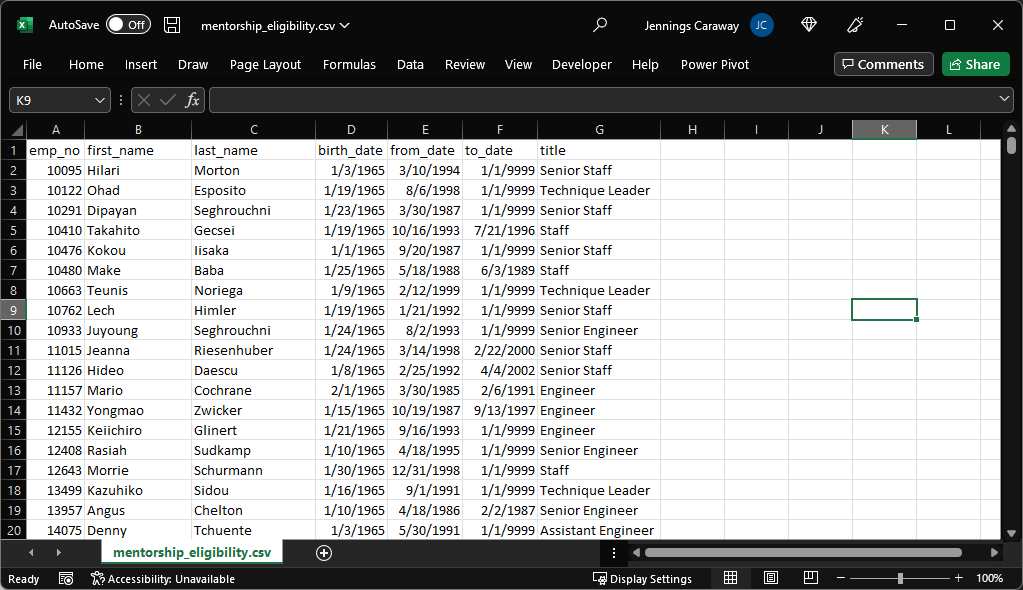 AutoSave Off mentorship_eligibility.csv Jennings Caraway JC
File Home Insert Draw Page Layout Formulas Data Review View Developer Help Power Pivot Comments Share
K9 fx
A B C D E F G H I J K L
1 emp_no first_name last_name birth_date from_date to_date title
2 10095 Hilari Morton 1/3/1965 3/10/1994 1/1/9999 Senior Staff
3 10122 Ohad Esposito 1/19/1965 8/6/1998 1/1/9999 Technique Leader
4 10291 Dipayan Seghrouchni 1/23/1965 3/30/1987 1/1/9999 Senior Staff
5 10410 Takahito Gecsei 1/19/1965 10/16/1993 7/21/1996 Staff
6 10476 Kokou Iisaka 1/1/1965 9/20/1987 1/1/9999 Senior Staff
7 10480 Make Baba 1/25/1965 5/18/1988 6/3/1989 Staff
8 10663 Teunis Noriega 1/9/1965 2/12/1999 1/1/9999 Technique Leader
9 10762 Lech Himler 1/19/1965 1/21/1992 1/1/9999 Senior Staff
10 10933 Juyoung Seghrouchni 1/24/1965 8/2/1993 1/1/9999 Senior Engineer
11 11015 Jeanna Riesenhuber 1/24/1965 3/14/1998 2/22/2000 Senior Staff
12 11126 Hideo Daescu 1/8/1965 2/25/1992 4/4/2002 Senior Staff
13 11157 Mario Cochrane 2/1/1965 3/30/1985 2/6/1991 Engineer
14 11432 Yongmao Zwicker 1/15/1965 10/19/1987 9/13/1997 Engineer
15 12155 Keiichiro Glinert 1/21/1965 9/16/1993 1/1/9999 Engineer
16 12408 Rasiah Sudkamp 1/10/1965 4/18/1995 1/1/9999 Senior Engineer
17 12643 Morrie Schurmann 1/30/1965 12/31/1998 1/1/9999 Staff
18 13499 Kazuhiko Sidou 1/16/1965 9/1/1991 1/1/9999 Technique Leader
19 13957 Angus Chelton 1/10/1965 4/18/1986 2/2/1987 Senior Engineer
20 14075 Denny Tchuente 1/3/1965 5/30/1991 1/1/9999 Assistant Engineer
mentorship_eligibility.csv
Ready Accessibility: Unavailable Display Settings 100%